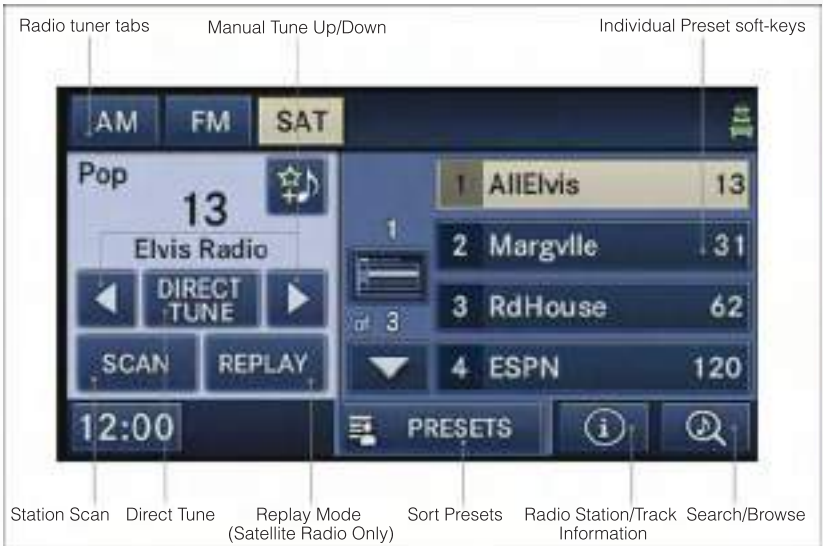 Radio tuner tabs Manual Tune Up/Down Individual Preset soft-keys
AM FM SAT
Pop
13
Elvis Radio
DIRECT
TUNE
SCAN REPLAY
12:00
1
of 3
1 AllElvis 13
2 Margvlle 31
3 RdHouse 62
4 ESPN 120
PRESETS
Station Scan Direct Tune Replay Mode Sort Presets Radio Station/Track Search/Browse
(Satellite Radio Only) Information